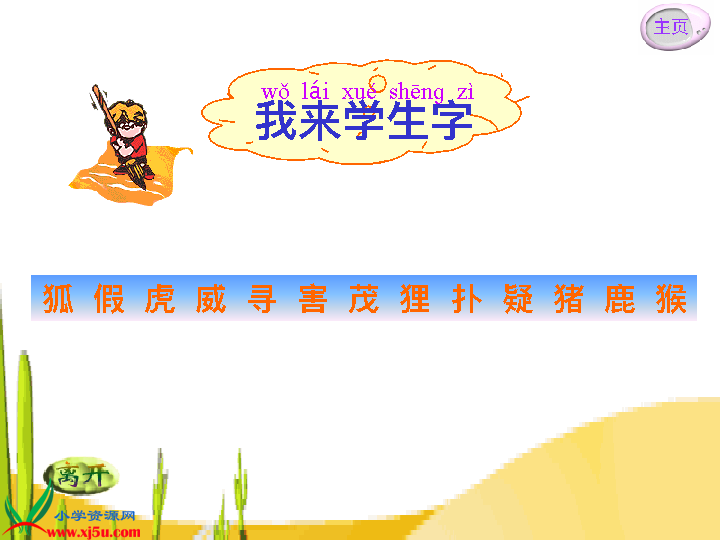 主页
wǒ lái xué shēng zì
我来学生字
狐 假 虎 威 寻 害 茂 狸 扑 疑 猪 鹿 猴
离开
小学资源网
www.xj5u.com